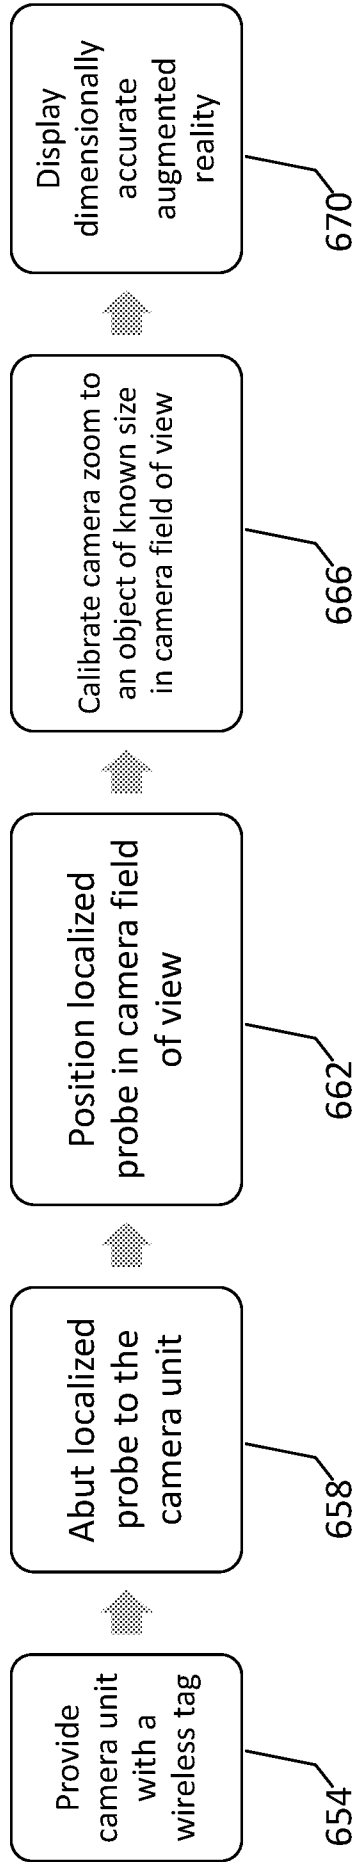 Provide
camera unit
with a
wireless tag
654
Abut localized
probe to the
camera unit
658
Position localized
probe in camera field
of view
662
Calibrate camera zoom to
an object of known size
in camera field of view
666
Display
dimensionally
accurate
augmented
reality
670